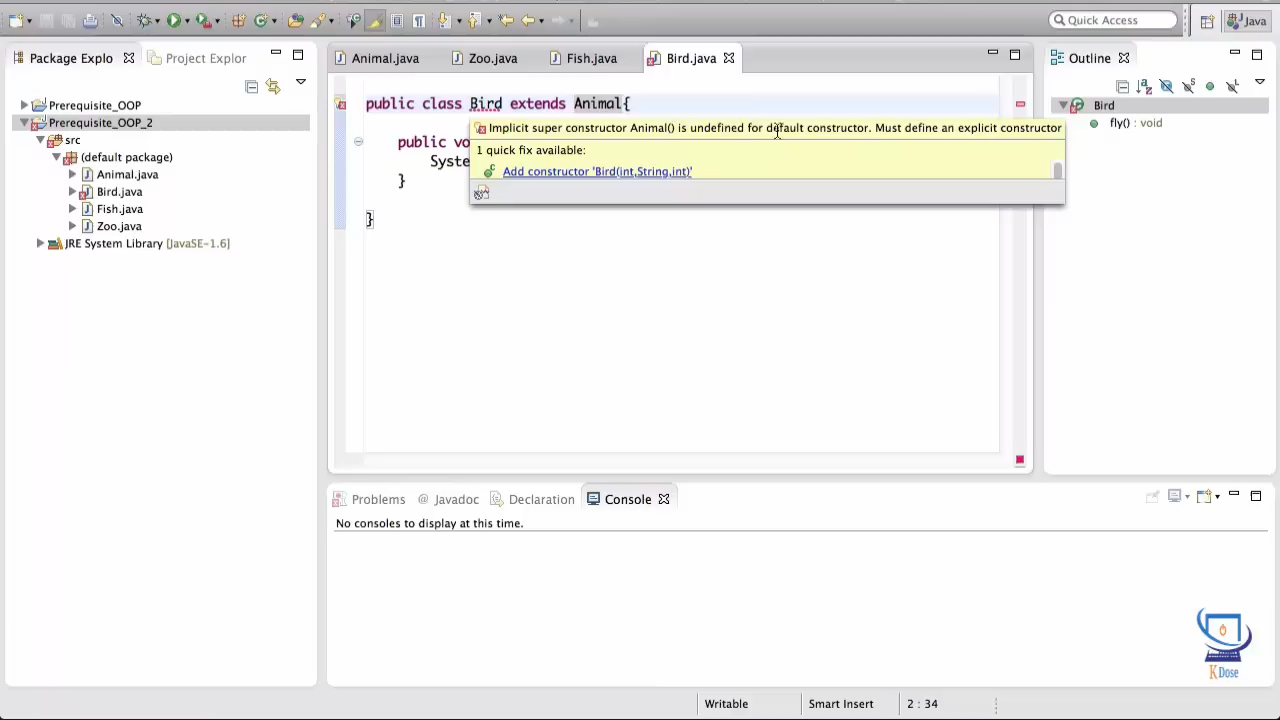 Quick Access
Java
Package Explo
Project Explor
Prerequisite_OOP
Prerequisite_OOP_2
src
(default package)
Animal.java
Bird.java
Fish.java
Zoo.java
JRE System Library [JavaSE-1.6]
Animal.java
Zoo.java
Fish.java
Bird.java
public class Bird extends Animal{
public vo
Syste
}
}
Implicit super constructor Animal() is undefined for default constructor. Must define an explicit constructor
1 quick fix available:
Add constructor 'Bird(int,String,int)'
Outline
Bird
fly() : void
Problems
@ Javadoc
Declaration
Console
No consoles to display at this time.
KDose
Writable
Smart Insert
2 : 34